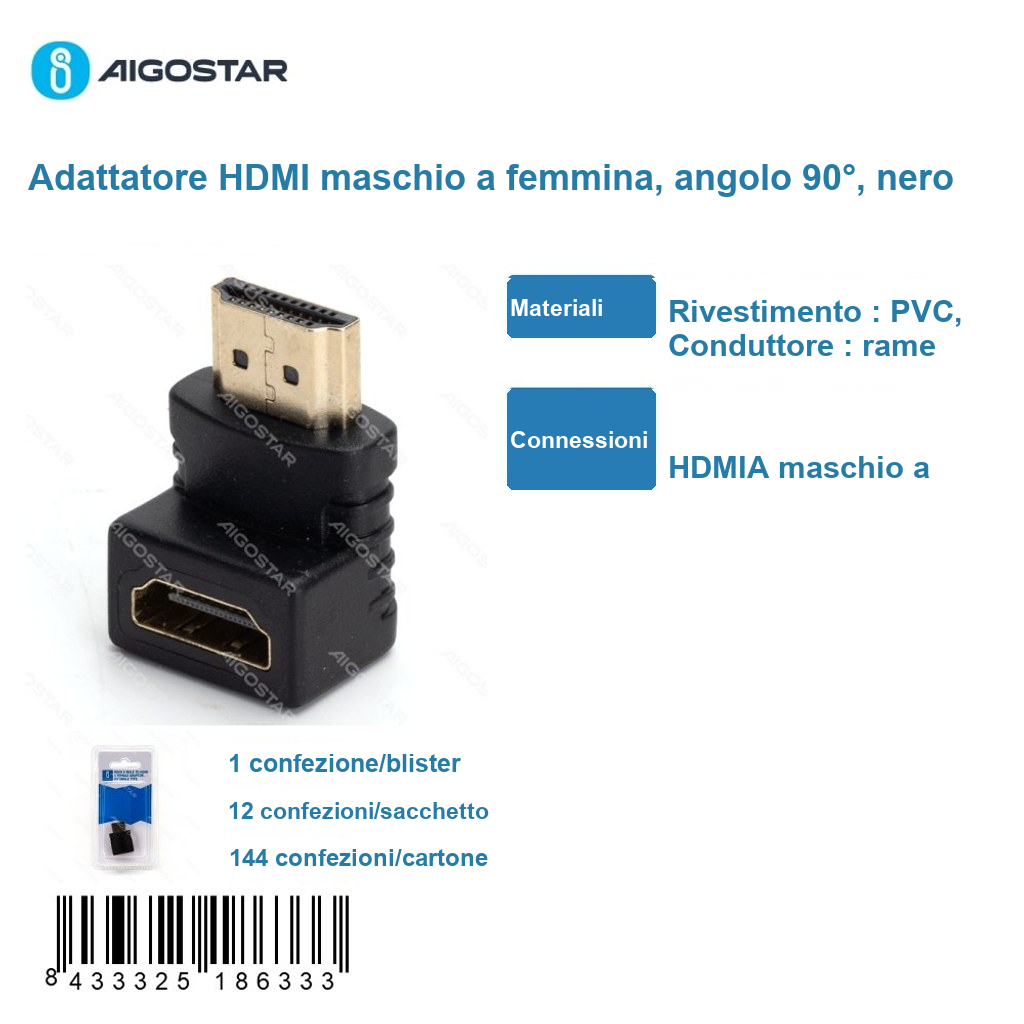 AIGOSTAR
Adattatore HDMI maschio a femmina, angolo 90°, nero
Materiali
Rivestimento : PVC,
Conduttore : rame
Connessioni
HDMIA maschio a
AIGOSTAR
1 confezione/blister
12 confezioni/sacchetto
144 confezioni/cartone
8 433325 186333